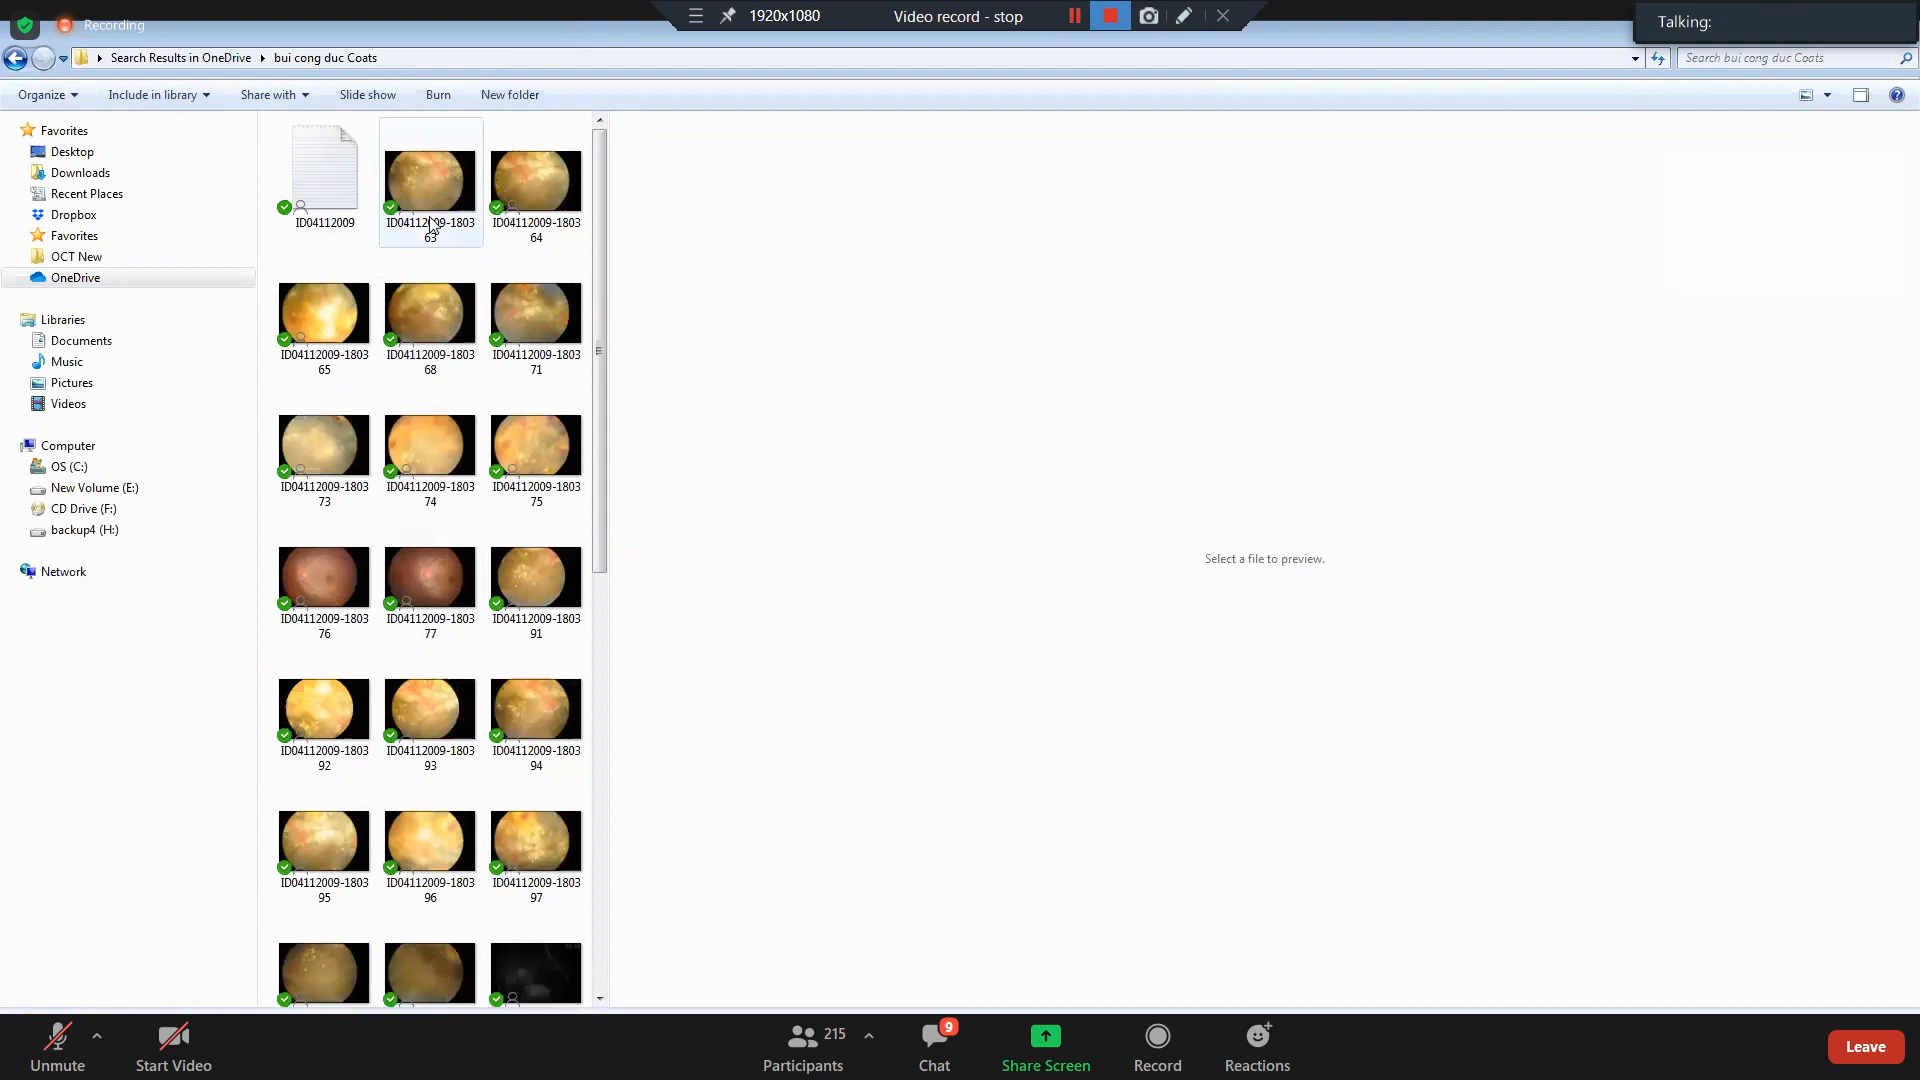 Recording
1920x1080
Video record - stop
Talking:
Search Results in OneDrive
bui cong duc Coats
Search bui cong duc Coats
Organize
Include in library
Share with
Slide show
Burn
New folder
Favorites
Desktop
Downloads
Recent Places
Dropbox
Favorites
OCT New
OneDrive
Libraries
Documents
Music
Pictures
Videos
Computer
OS (C:)
New Volume (E:)
CD Drive (F:)
backup4 (H:)
Network
ID04112009
ID04112009-1803
63
ID04112009-1803
64
ID04112009-1803
65
ID04112009-1803
68
ID04112009-1803
71
ID04112009-1803
73
ID04112009-1803
74
ID04112009-1803
75
ID04112009-1803
76
ID04112009-1803
77
ID04112009-1803
91
ID04112009-1803
92
ID04112009-1803
93
ID04112009-1803
94
ID04112009-1803
95
ID04112009-1803
96
ID04112009-1803
97
Select a file to preview.
Unmute
Start Video
215
Participants
9
Chat
Share Screen
Record
Reactions
Leave